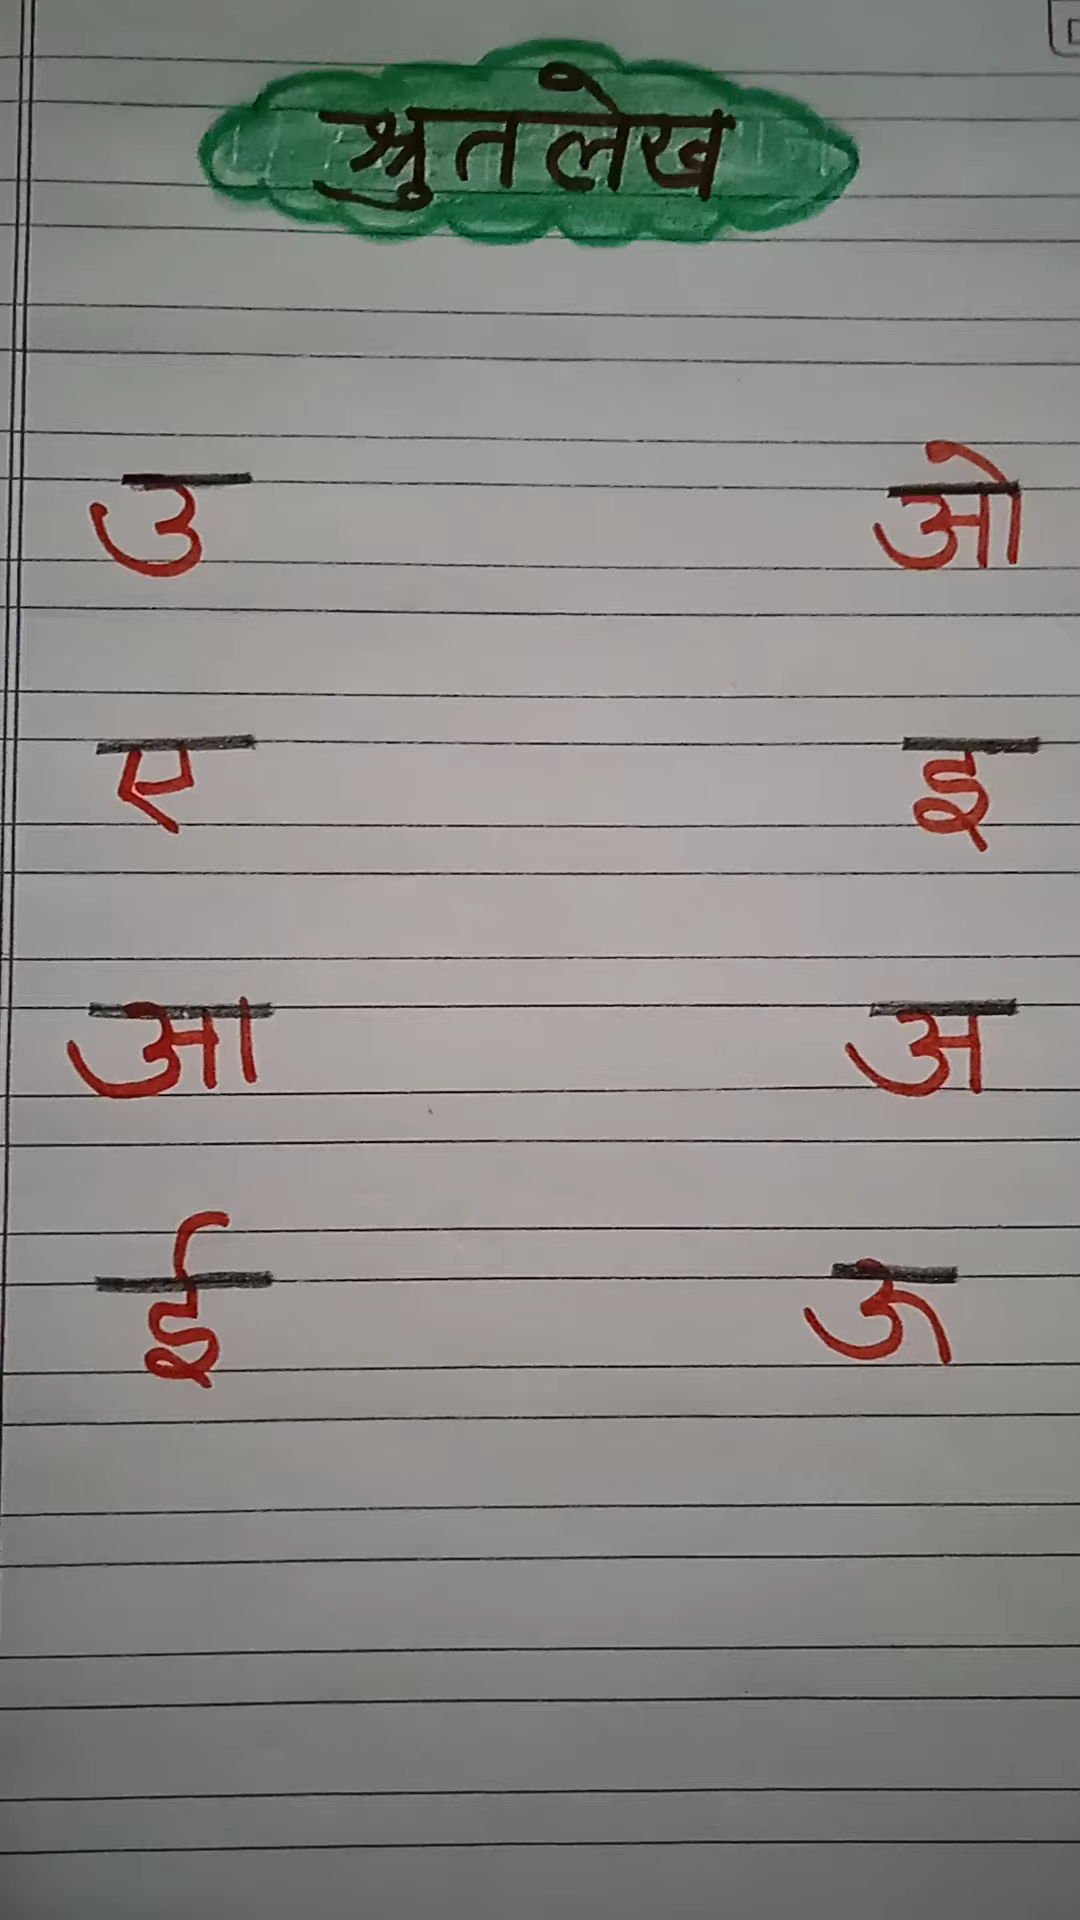 श्रुतलेख
उ ओ
ए इ
आ अ
ई ऊ